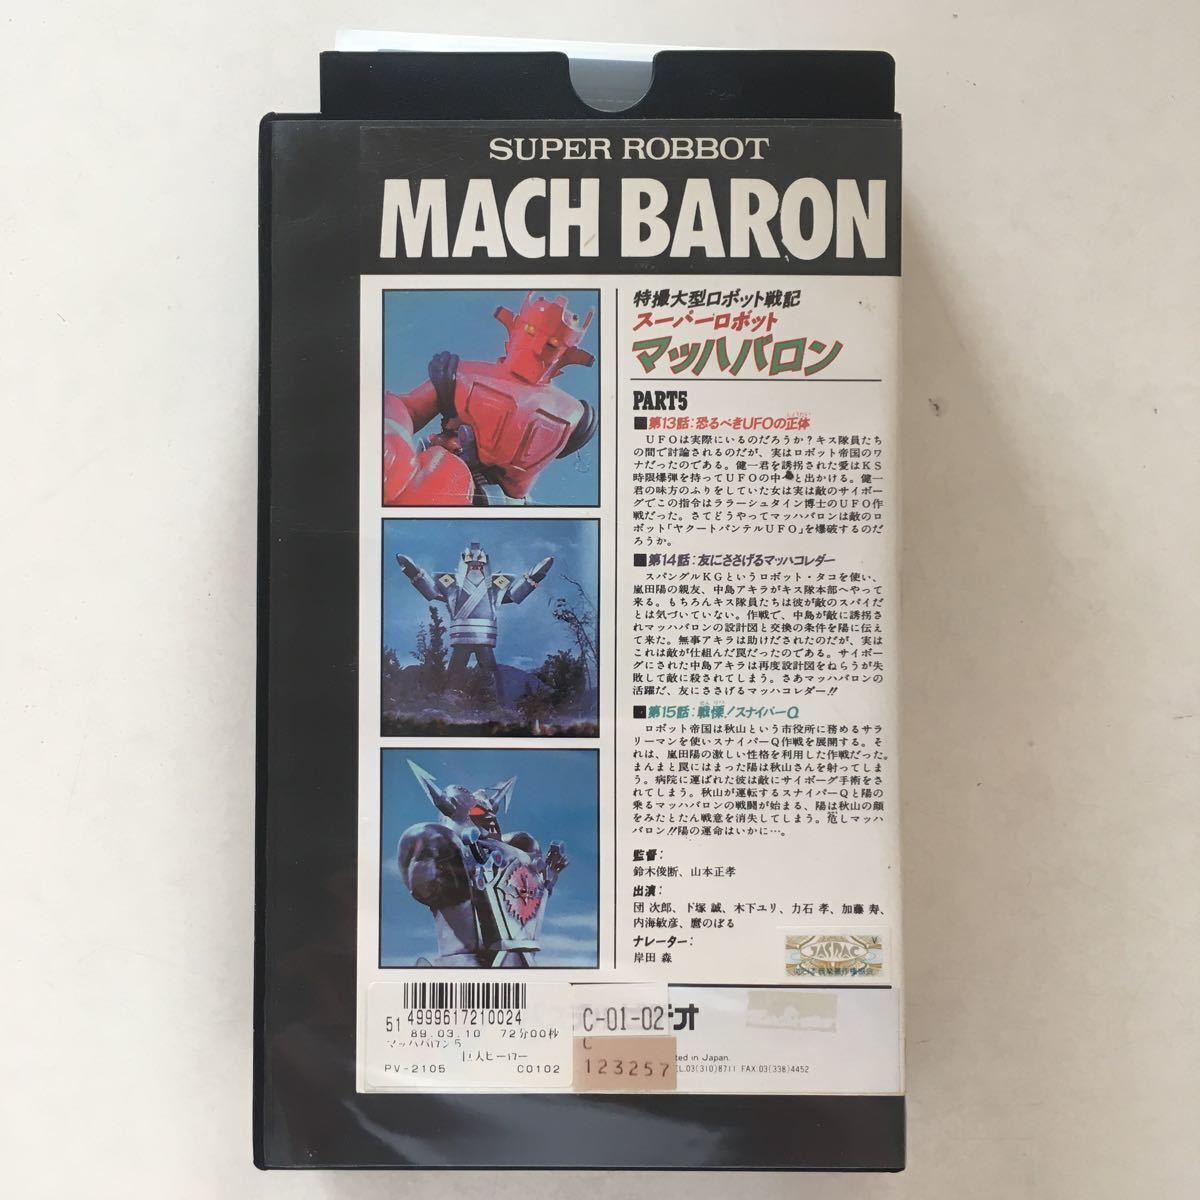 SUPER ROBBOT
MACH BARON
特撮大型ロボット戦記
スーパーロボット
マッハバロン
PART5
■第13話:恐るべきUFOの正体
UFOは実際にいるのだろうか?キス隊員たち
の間で討論されるのだが、実はロボット帝国のワ
ナだったのである。健一君を誘拐された愛はKS
時限爆弾を持ってUFOの中へと出かける。健一
君の味方のふりをしていた女は実は敵のサイボー
グでこの指令はララーシュタイン博士のUFO作
戦だった。さてどうやってマッハバロンは敵のロ
ボット「ヤクートパンテルUFO」を爆破するのだ
ろうか。
■第14話:友にささげるマッハコレダー
スパングルKGというロボット・タコを使い、
嵐田陽の親友、中島アキラがキス隊本部へやって
来る。もちろんキス隊員たちは彼が敵のスパイだ
とは気づいていない。作戦で、中島が敵に誘拐さ
れマッハバロンの設計図と交換の条件を陽に伝え
て来た。無事アキラは助けだされたのだが、実は
これは敵が仕組んだ罠だったのである。サイボー
グにされた中島アキラは再度設計図をねらうが失
敗して敵に殺されてしまう。さあマッハバロンの
活躍だ、友にささげるマッハコレダー!!
■第15話:戦慄!スナイパーQ
ロボット帝国は秋山という市役所に務めるサラ
リーマンを使いスナイパーQ作戦を展開する。そ
れは、嵐田陽の激しい性格を利用した作戦だった。
まんまと罠にはまった陽は秋山さんを射ってしま
う。病院に運ばれた彼は敵にサイボーグ手術をさ
れてしまう。秋山が運転するスナイパーQと陽の
乗るマッハバロンの戦闘が始まる、陽は秋山の顔
をみたとたん戦意を消失してしまう。危しマッハ
バロン!!陽の運命はいかに…。
監督:
鈴木俊断、山本正孝
出演:
団 次郎、下塚 誠、木下ユリ、力石 孝、加藤 寿、
内海敏彦、麿のぼる
ナレーター:
岸田 森
JASRAC
V
51 4999617210024
89.03.10 72分00秒
マッハバロン5
巨人ヒーロー
PV-2105 C0102
C-01-02
C
123257
オ
ted in Japan.
EL.03(310)8711 FAX.03(338)4452